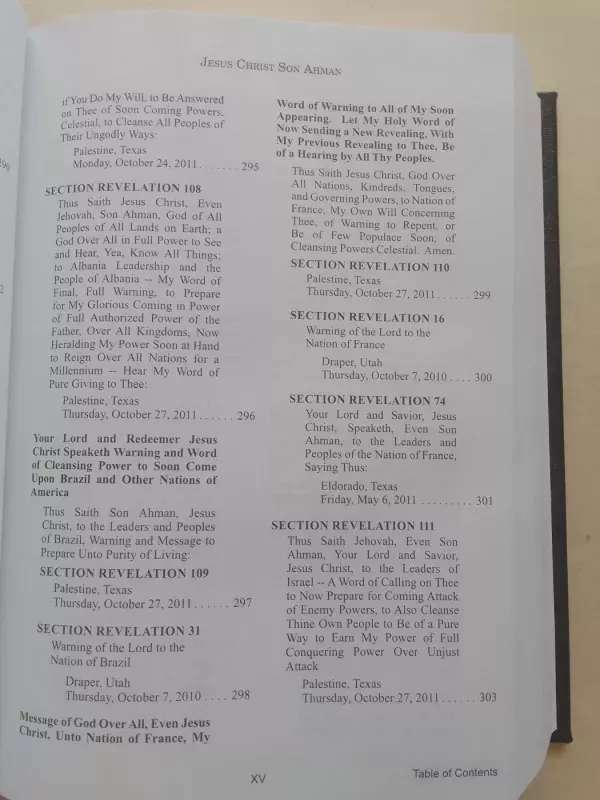 JESUS CHRIST SON AHMAN
if You Do My Will, to Be Answered
on Thee of Soon Coming Powers,
Celestial, to Cleanse All Peoples of
Their Ungodly Ways:
Palestine, Texas
Monday, October 24, 2011 . . . . . . . 295
SECTION REVELATION 108
Thus Saith Jesus Christ, Even
Jehovah, Son Ahman, God of All
Peoples of All Lands on Earth; a
God Over All in Full Power to See
and Hear, Yea, Know All Things;
to Albania Leadership and the
People of Albania -- My Word of
Final, Full Warning, to Prepare
for My Glorious Coming in Power
of Full Authorized Power of the
Father, Over All Kingdoms, Now
Heralding My Power Soon at Hand
to Reign Over All Nations for a
Millennium -- Hear My Word of
Pure Giving to Thee:
Palestine, Texas
Thursday, October 27, 2011 . . . . . . 296
Your Lord and Redeemer Jesus
Christ Speaketh Warning and Word
of Cleansing Power to Soon Come
Upon Brazil and Other Nations of
America
Thus Saith Son Ahman, Jesus
Christ, to the Leaders and Peoples
of Brazil, Warning and Message to
Prepare Unto Purity of Living:
SECTION REVELATION 109
Palestine, Texas
Thursday, October 27, 2011 . . . . . . 297
SECTION REVELATION 31
Warning of the Lord to the
Nation of Brazil
Draper, Utah
Thursday, October 7, 2010 . . . . 298
Message of God Over All, Even Jesus
Christ, Unto Nation of France, My
Word of Warning to All of My Soon
Appearing. Let My Holy Word of
Now Sending a New Revealing, With
My Previous Revealing to Thee, Be
of a Hearing by All Thy Peoples.
Thus Saith Jesus Christ, God Over
All Nations, Kindreds, Tongues,
and Governing Powers, to Nation of
France, My Own Will Concerning
Thee, of Warning to Repent, or
Be of Few Populace Soon, of
Cleansing Powers Celestial. Amen.
SECTION REVELATION 110
Palestine, Texas
Thursday, October 27, 2011 . . . . . . 299
SECTION REVELATION 16
Warning of the Lord to the
Nation of France
Draper, Utah
Thursday, October 7, 2010 . . . . 300
SECTION REVELATION 74
Your Lord and Savior, Jesus
Christ, Speaketh, Even Son
Ahman, to the Leaders and
Peoples of the Nation of France,
Saying Thus:
Eldorado, Texas
Friday, May 6, 2011 . . . . . . . . . 301
SECTION REVELATION 111
Thus Saith Jehovah, Even Son
Ahman, Your Lord and Savior,
Jesus Christ, to the Leaders of
Israel -- A Word of Calling on Thee
to Now Prepare for Coming Attack
of Enemy Powers, to Also Cleanse
Thine Own People to Be of a Pure
Way to Earn My Power of Full
Conquering Power Over Unjust
Attack
Palestine, Texas
Thursday, October 27, 2011 . . . . . . 303
XV
Table of Contents